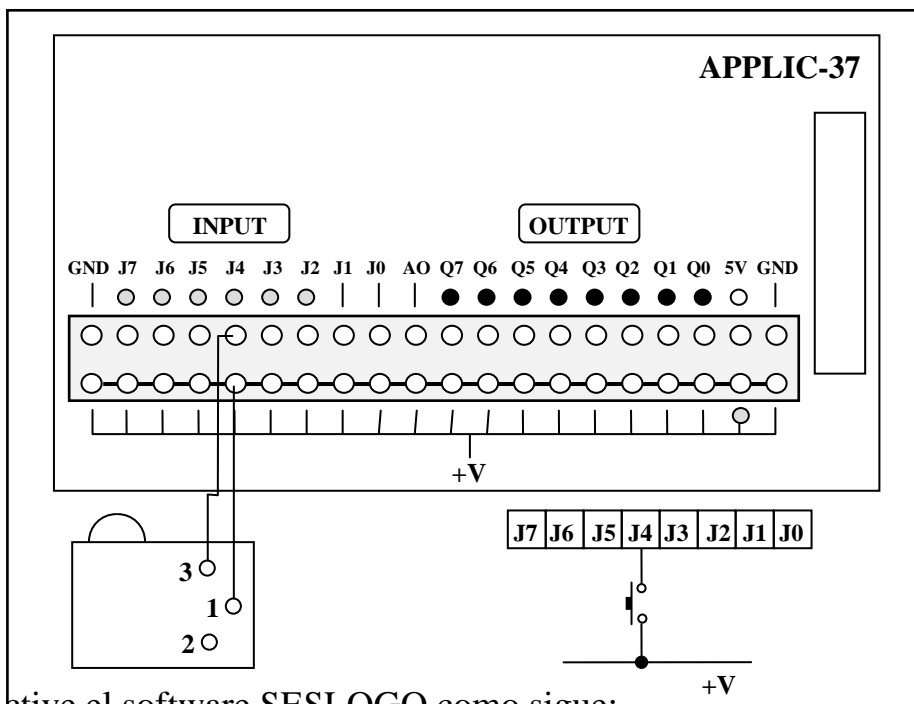 APPLIC-37
INPUT OUTPUT
GND J7 J6 J5 J4 J3 J2 J1 J0 AO Q7 Q6 Q5 Q4 Q3 Q2 Q1 Q0 5V GND
+V
J7 J6 J5 J4 J3 J2 J1 J0
3
1
2
+V
el software SESLOGO como sigue: